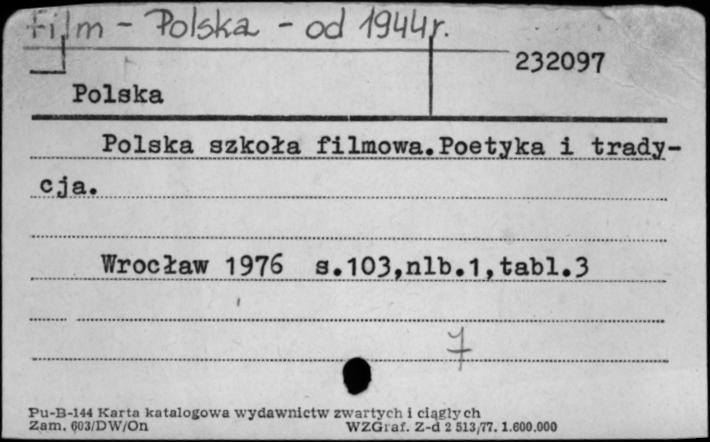 Film - Polska - od 1944r.
232097
Polska
Polska szkoła filmowa.Poetyka i trady-
cja.
Wrocław 1976 s.103,nlb.1,tabl.3
7
Pu-B-144 Karta katalogowa wydawnictw zwartych i ciągłych
Zam. 603/DW/On WZGraf. Z-d 2 513/77. 1.600.000